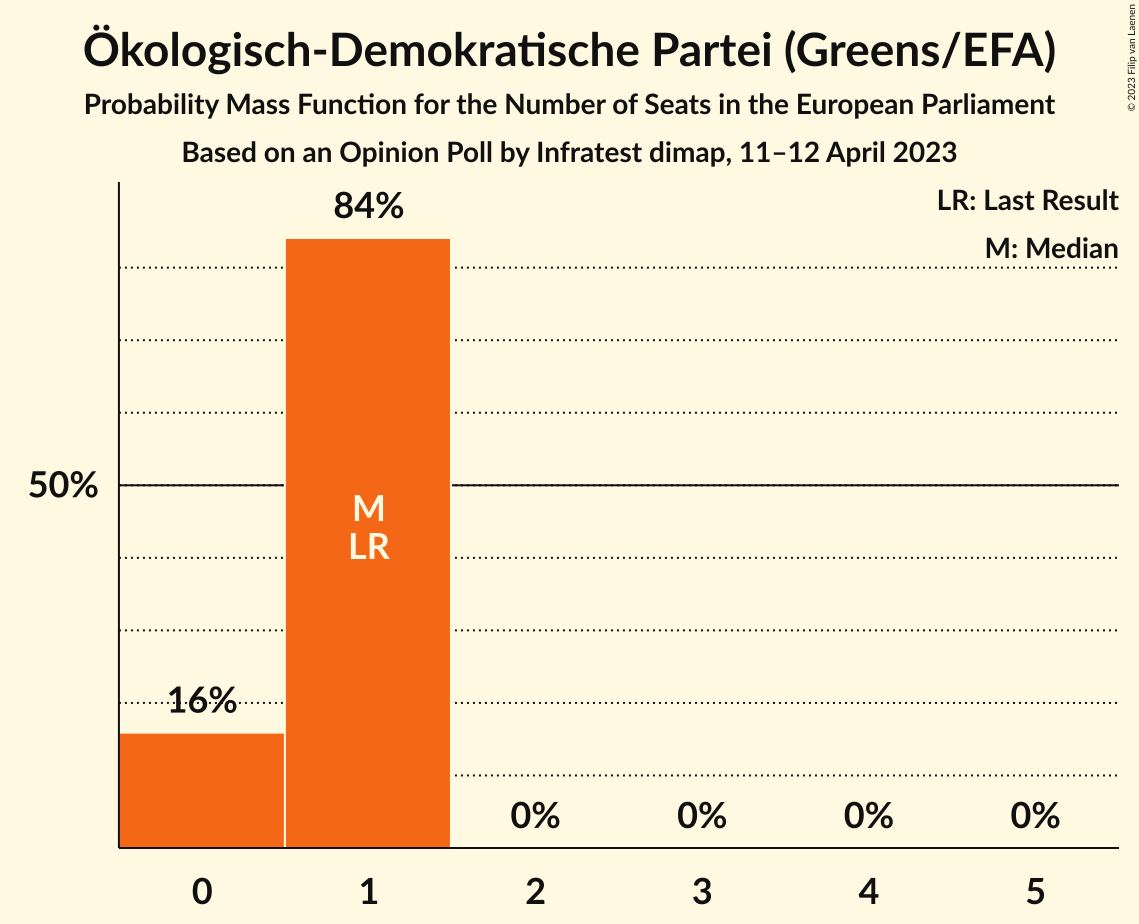 Ökologisch-Demokratische Partei (Greens/EFA)
Probability Mass Function for the Number of Seats in the European Parliament
Based on an Opinion Poll by Infratest dimap, 11–12 April 2023
© 2023 Filip van Laenen
LR: Last Result
M: Median
84%
50%
M
LR
16%
0%
0%
0%
0%
0
1
2
3
4
5